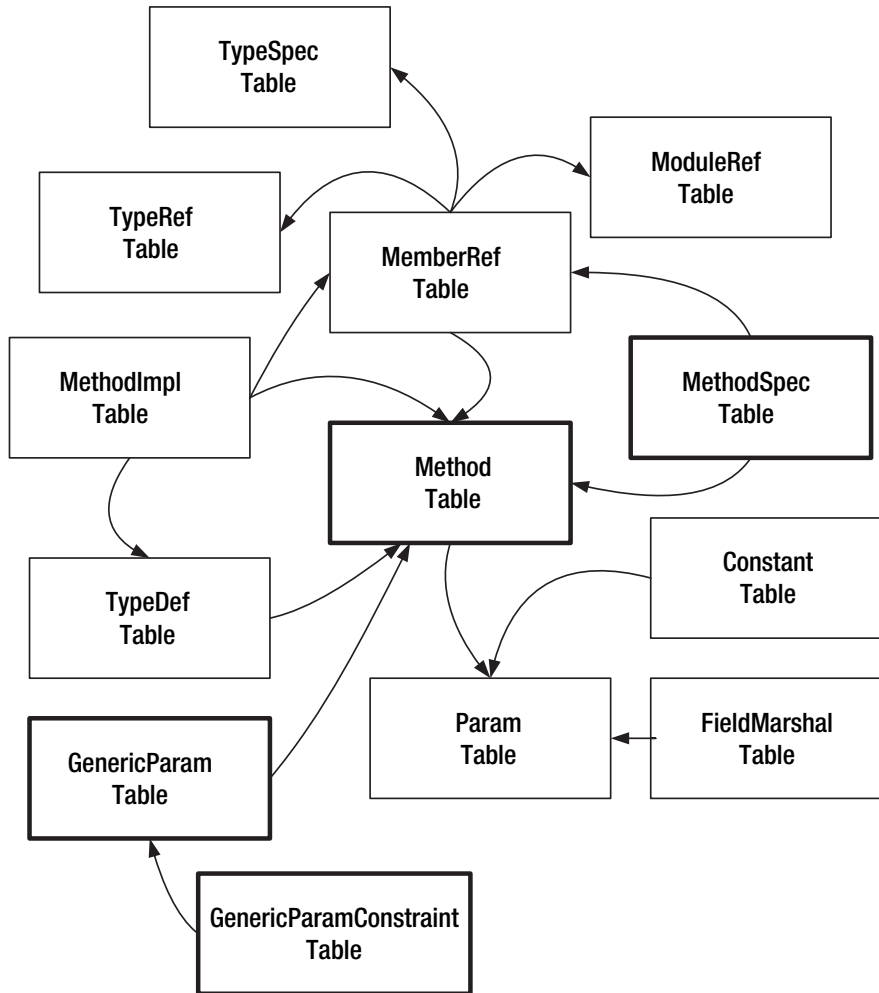 TypeSpec
Table
ModuleRef
Table
TypeRef
Table
MemberRef
Table
MethodImpl
Table
MethodSpec
Table
Method
Table
Constant
Table
TypeDef
Table
Param
Table
FieldMarshal
Table
GenericParam
Table
GenericParamConstraint
Table